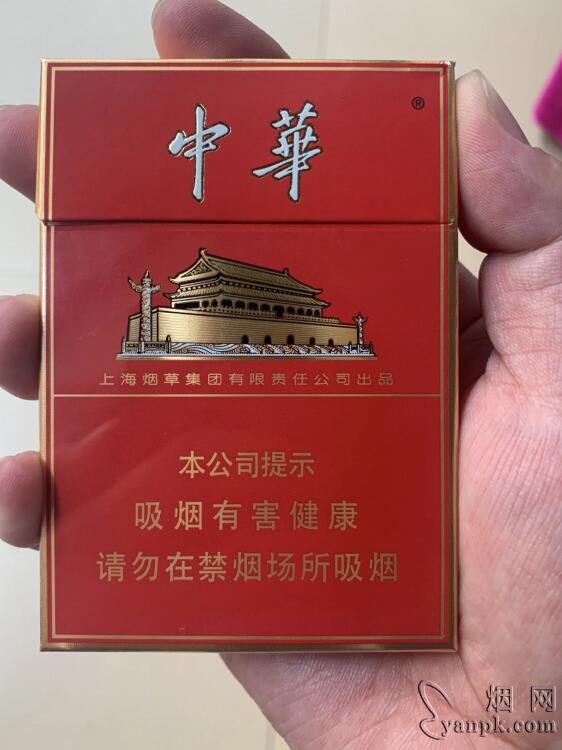 中華
®
上海烟草集团有限责任公司出品
本公司提示
吸烟有害健康
请勿在禁烟场所吸烟
烟网
yanpk.com